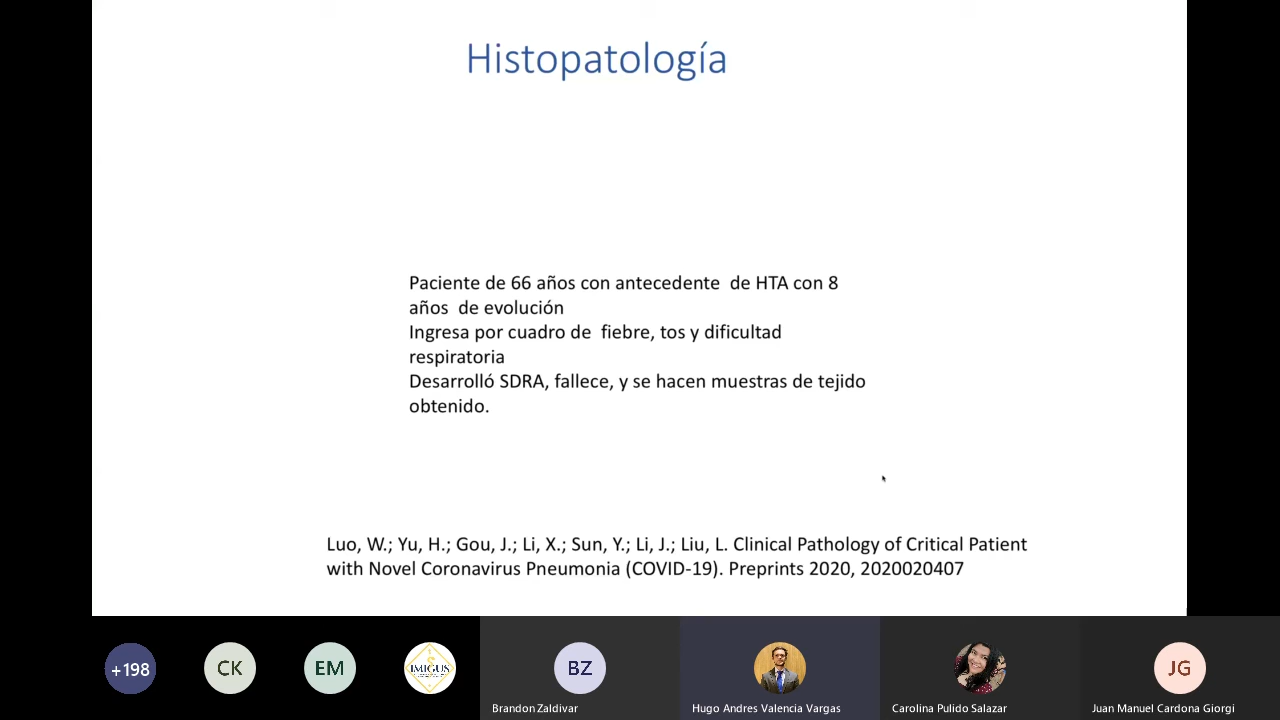 Histopatología
Paciente de 66 años con antecedente  de HTA con 8
años  de evolución
Ingresa por cuadro de  fiebre, tos y dificultad
respiratoria
Desarrolló SDRA, fallece, y se hacen muestras de tejido
obtenido.
Luo, W.; Yu, H.; Gou, J.; Li, X.; Sun, Y.; Li, J.; Liu, L. Clinical Pathology of Critical Patient
with Novel Coronavirus Pneumonia (COVID-19). Preprints 2020, 2020020407
+198
CK
EM
IMIGUS
BZ
JG
Brandon Zaldivar
Hugo Andres Valencia Vargas
Carolina Pulido Salazar
Juan Manuel Cardona Giorgi